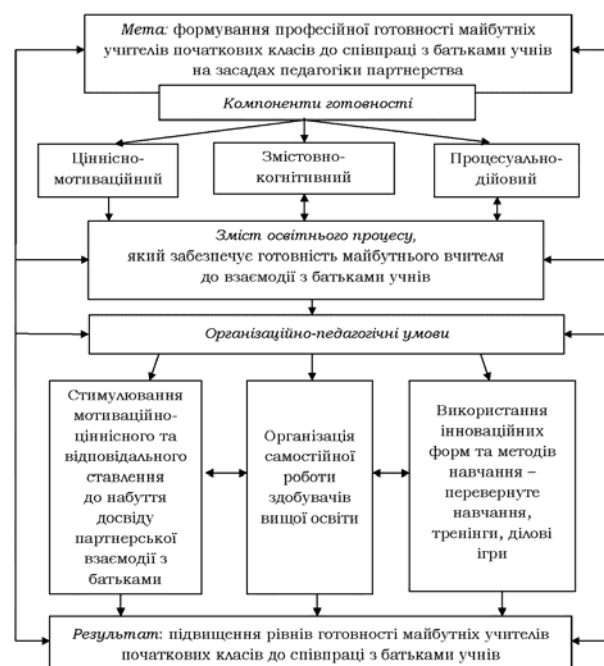 Мета: формування професійної готовності майбутніх
учителів початкових класів до співпраці з батьками учнів
на засадах педагогіки партнерства
Компоненти готовності
Ціннісно-
мотиваційний
Змістовно-
когнітивний
Процесуально-
дійовий
Зміст освітнього процесу,
який забезпечує готовність майбутнього вчителя
до взаємодії з батьками учнів
Організаційно-педагогічні умови
Стимулювання
мотиваційно-
ціннісного та
відповідального
ставлення
до набуття
досвіду
партнерської
взаємодії з
батьками
Організація
самостійної
роботи
здобувачів
вищої освіти
Використання
інноваційних
форм та методів
навчання –
перевернуте
навчання,
тренінги, ділові
ігри
Результат: підвищення рівнів готовності майбутніх учителів
початкових класів до співпраці з батьками учнів